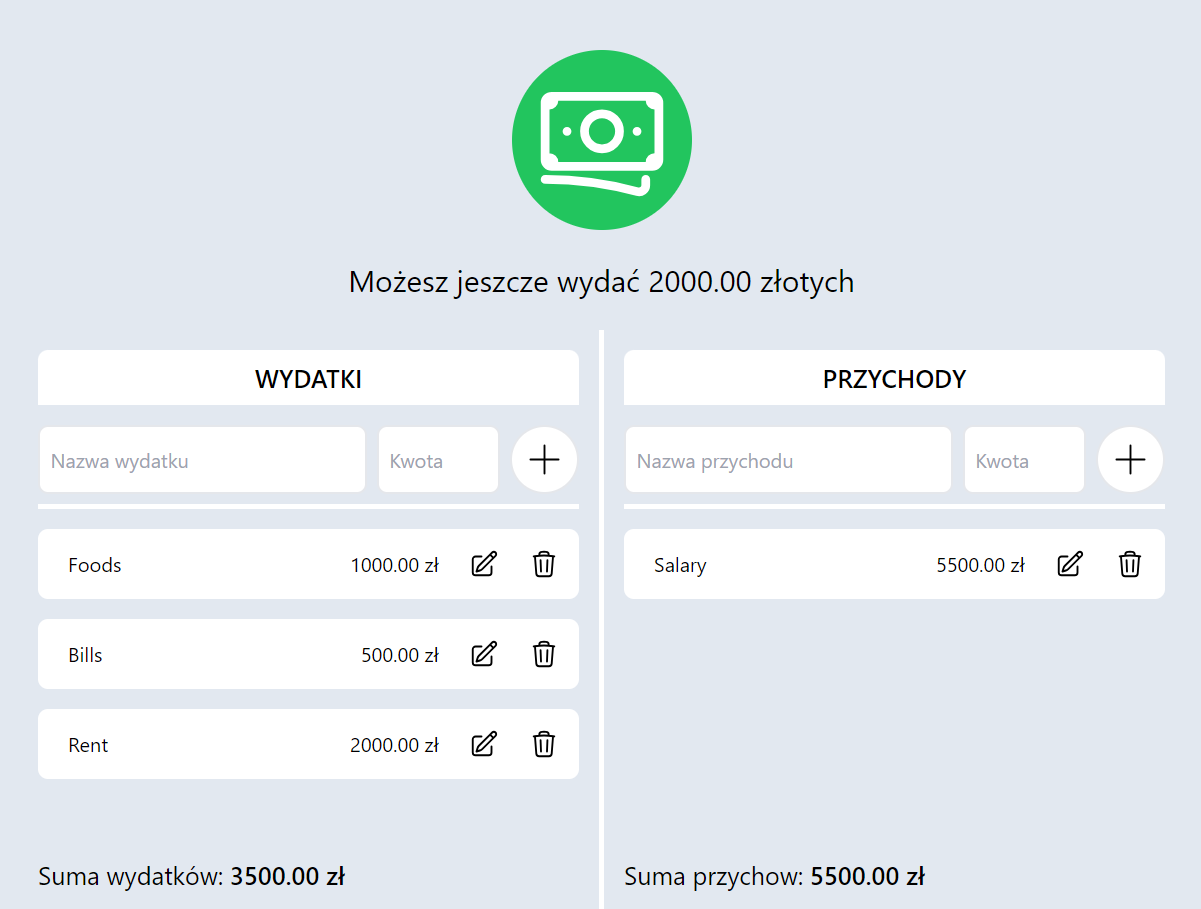 Możesz jeszcze wydać 2000.00 złotych
WYDATKI
Nazwa wydatku
Kwota
Foods
1000.00 zł
Bills
500.00 zł
Rent
2000.00 zł
Suma wydatków: 3500.00 zł
PRZYCHODY
Nazwa przychodu
Kwota
Salary
5500.00 zł
Suma przychow: 5500.00 zł